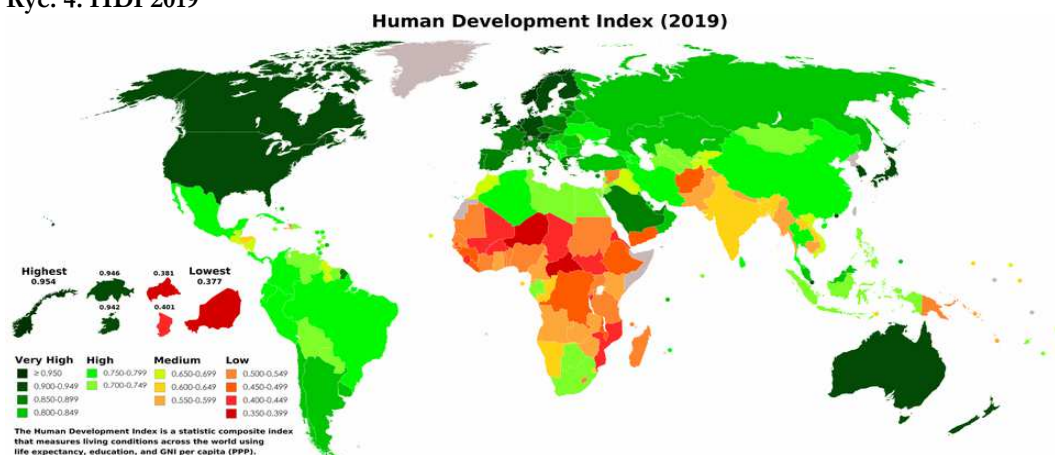 Ryc. 4. HDI 2019
Human Development Index (2019)
Highest
0.954
0.946
0.942
0.381
0.401
Lowest
0.377
Very High
≥ 0.950
0.900-0.949
0.850-0.899
0.800-0.849
High
0.750-0.799
0.700-0.749
Medium
0.650-0.699
0.600-0.649
0.550-0.599
Low
0.500-0.549
0.450-0.499
0.400-0.449
0.350-0.399
The Human Development Index is a statistic composite index
that measures living conditions across the world using
life expectancy, education, and GNI per capita (PPP).